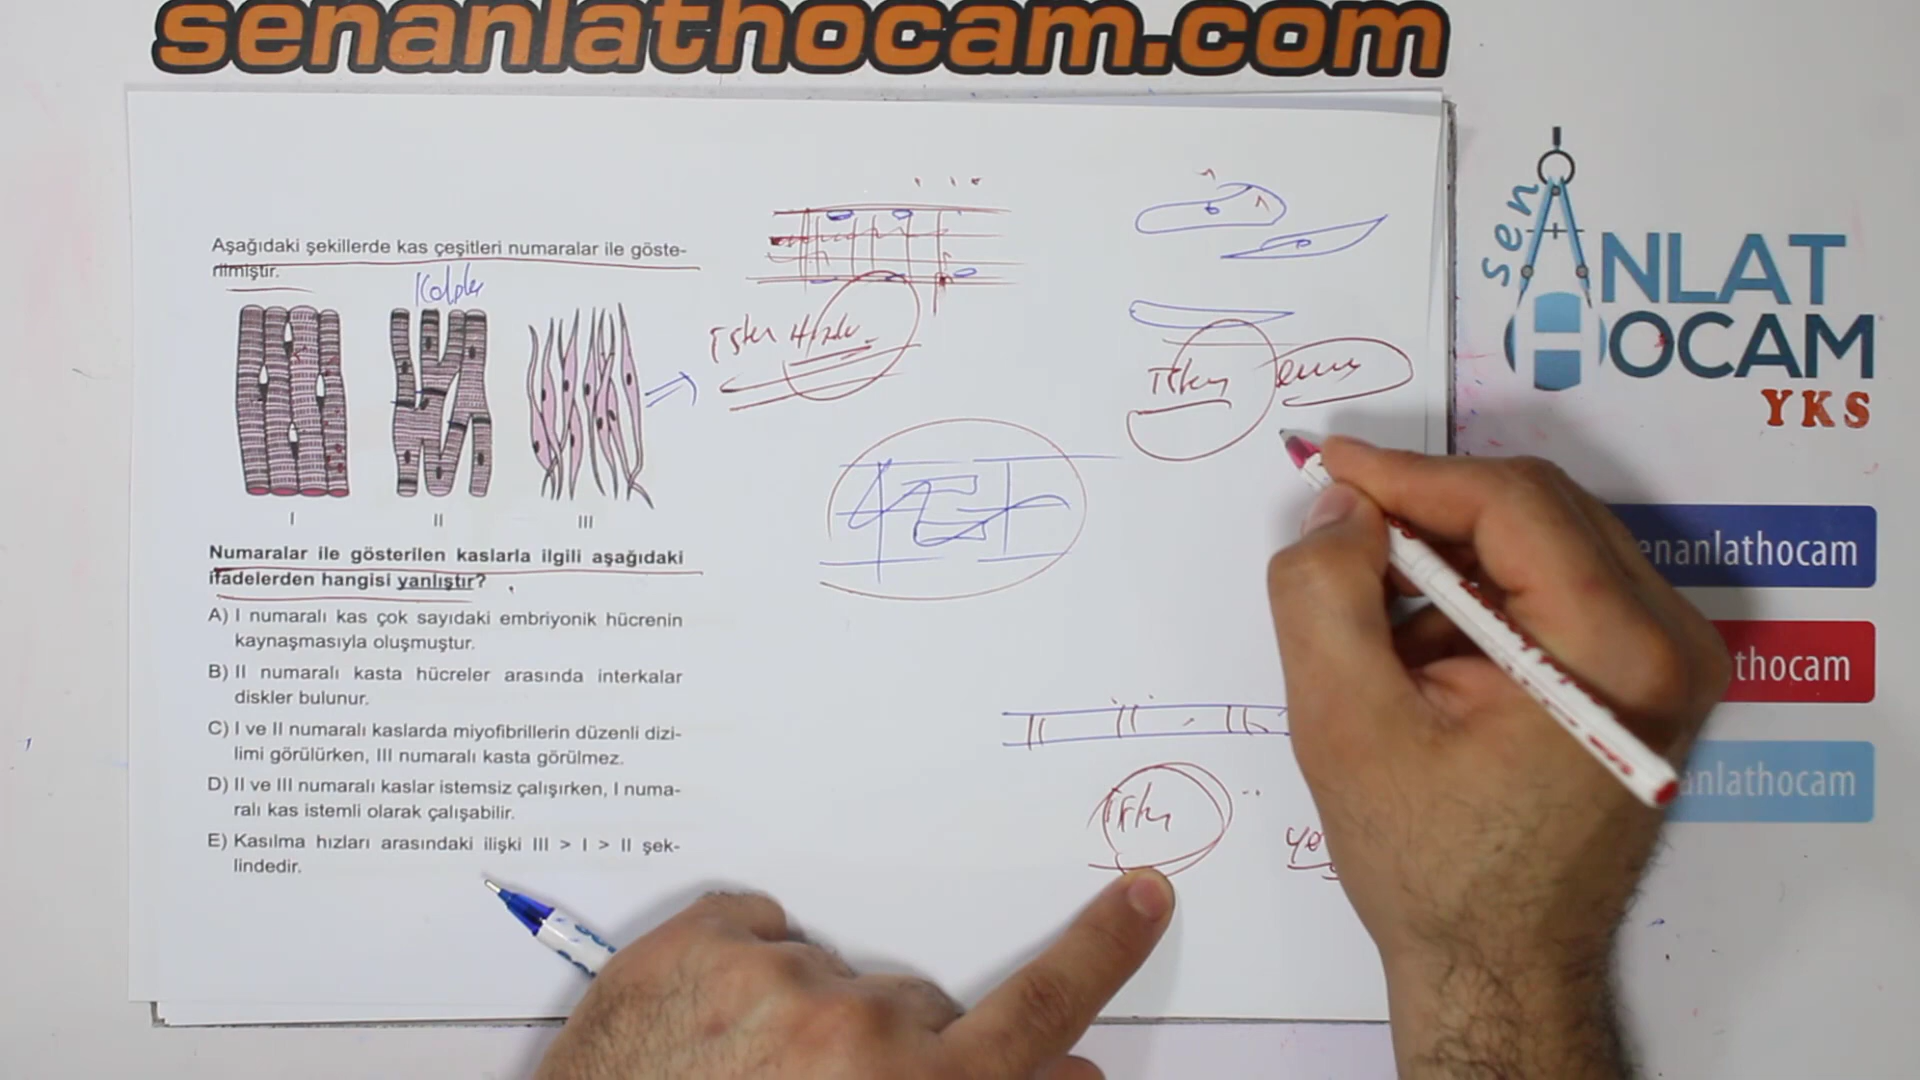 senanlathocam.com
Aşağıdaki şekillerde kas çeşitleri numaralar ile göste-
rilmiştir.
I
II
III
Numaralar ile gösterilen kaslarla ilgili aşağıdaki
ifadelerden hangisi yanlıştır?
A) I numaralı kas çok sayıdaki embriyonik hücrenin
kaynaşmasıyla oluşmuştur.
B) II numaralı kasta hücreler arasında interkalar
diskler bulunur.
C) I ve II numaralı kaslarda miyofibrillerin düzenli dizi-
limi görülürken, III numaralı kasta görülmez.
D) II ve III numaralı kaslar istemsiz çalışırken, I numa-
ralı kas istemli olarak çalışabilir.
E) Kasılma hızları arasındaki ilişki III > I > II şek-
lindedir.
sen
ANLAT
HOCAM
YKS
enanlathocam
thocam
anlathocam